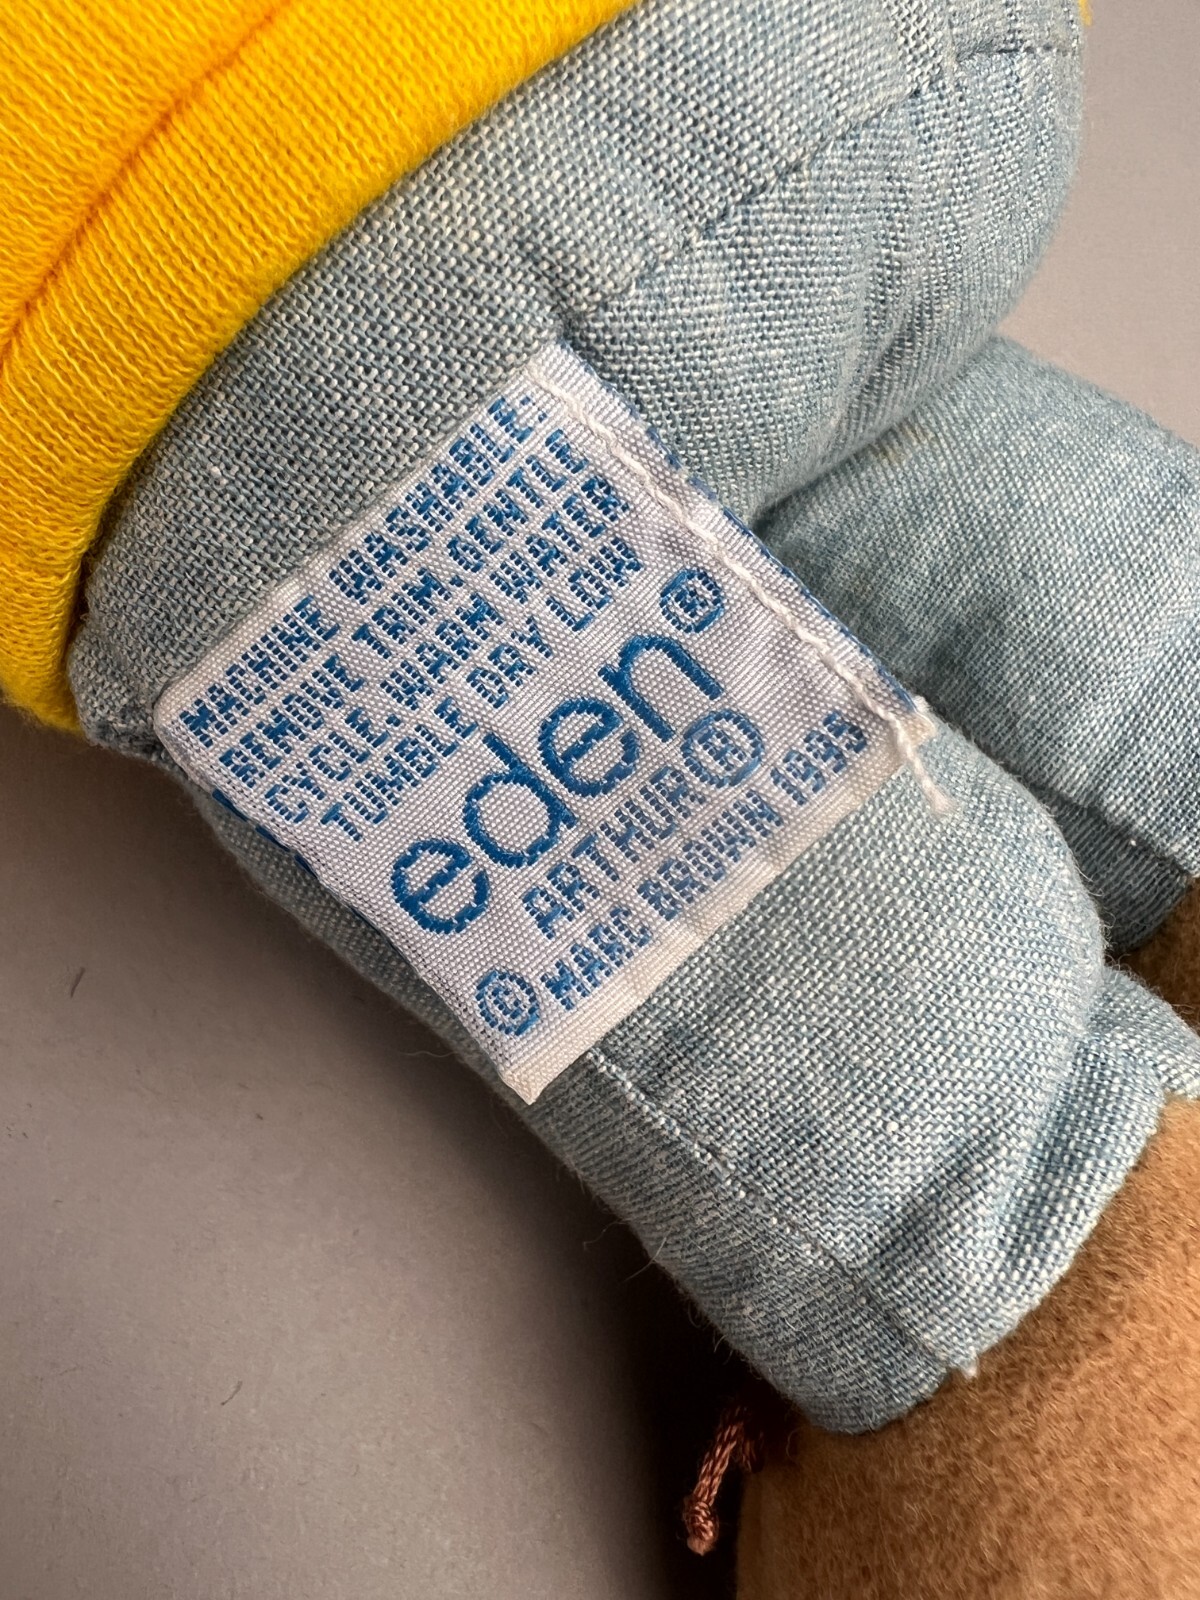 MACHINE WASHABLE.
REMOVE TRIM.GENTLE
CYCLE.WARM WATER
TUMBLE DRY LOW
eden®
ARTHUR®
© MARC BROWN 1995